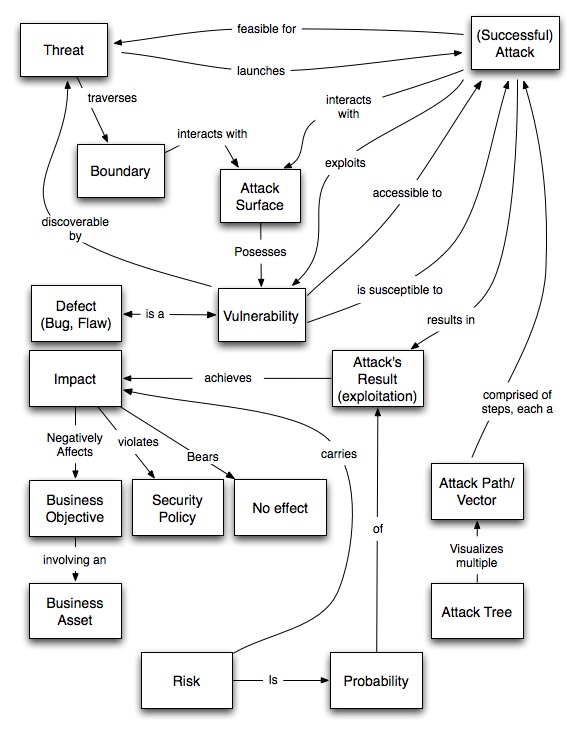 feasible for
(Successful)
Attack
Threat
launches
traverses
interacts
with
interacts with
Boundary
exploits
Attack
Surface
accessible to
discoverable
by
Posesses
is susceptible to
Defect
(Bug, Flaw)
is a
Vulnerability
results in
Impact
achieves
Attack's
Result
(exploitation)
comprised of
steps, each a
Negatively
Affects
violates
Bears
carries
Business
Objective
Security
Policy
No effect
Attack Path/
Vector
of
involving an
Visualizes
multiple
Business
Asset
Attack Tree
Risk
Is
Probability